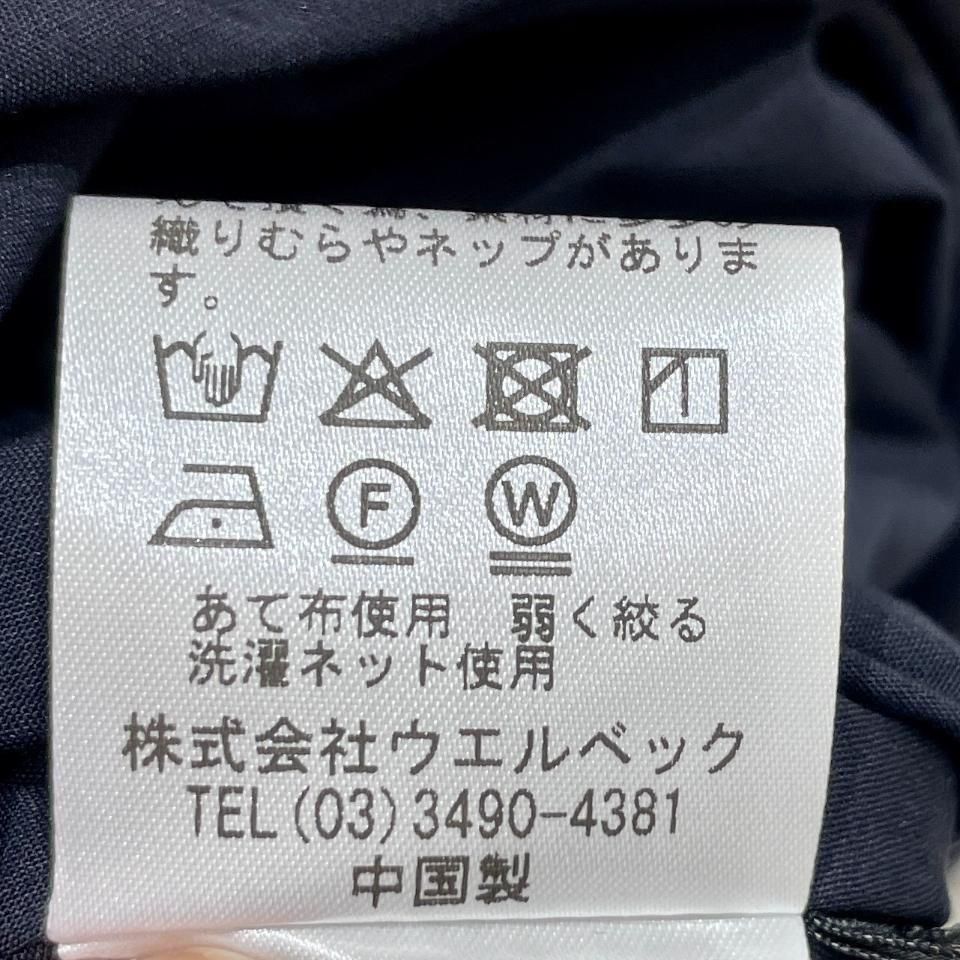 織りむらやネップがありま
す。
F W
あて布使用 弱く絞る
洗濯ネット使用
株式会社ウエルベック
TEL(03)3490-4381
中国製